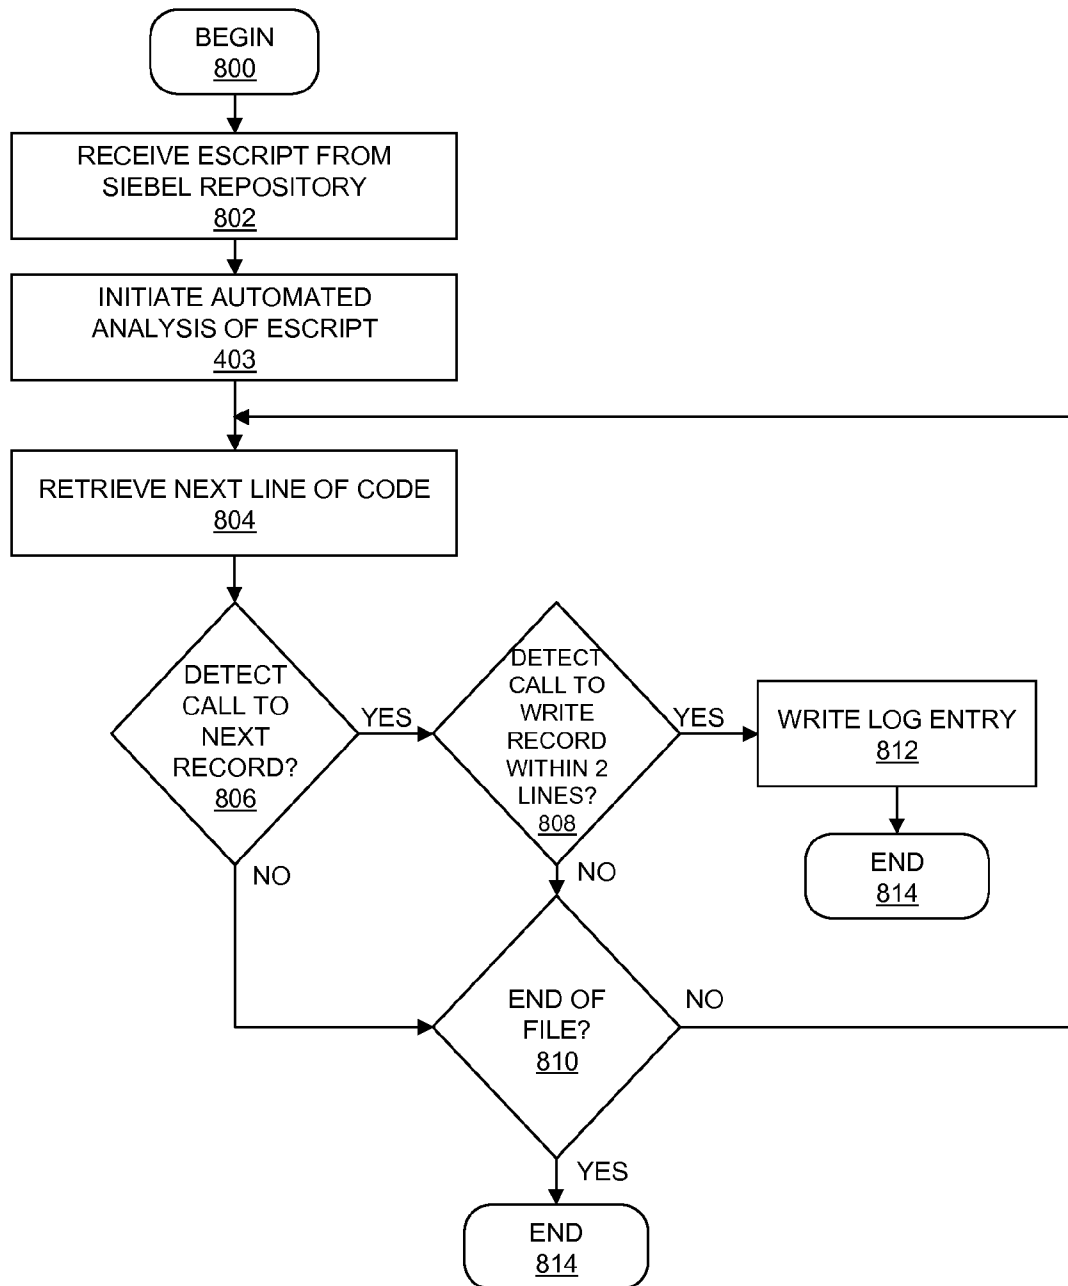 BEGIN
800
RECEIVE ESCRIPT FROM
SIEBEL REPOSITORY
802
INITIATE AUTOMATED
ANALYSIS OF ESCRIPT
403
RETRIEVE NEXT LINE OF CODE
804
DETECT
CALL TO
NEXT
RECORD?
806
YES
NO
DETECT
CALL TO
WRITE
RECORD
WITHIN 2
LINES?
808
YES
NO
WRITE LOG ENTRY
812
END
814
END OF
FILE?
810
NO
YES
END
814